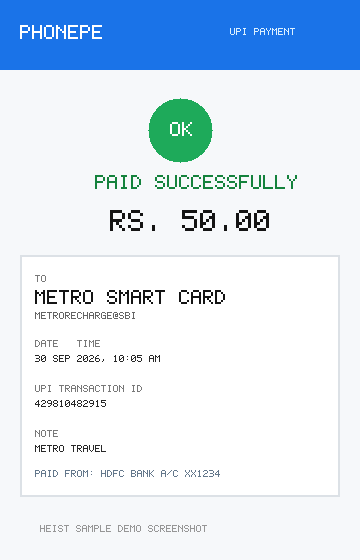 PHONEPE
UPI PAYMENT
OK
PAID SUCCESSFULLY
RS. 50.00
TO
METRO SMART CARD
METRORECHARGE@SBI
DATE TIME
30 SEP 2026, 10:05 AM
UPI TRANSACTION ID
429810482915
NOTE
METRO TRAVEL
PAID FROM: HDFC BANK A/C XX1234
HEIST SAMPLE DEMO SCREENSHOT